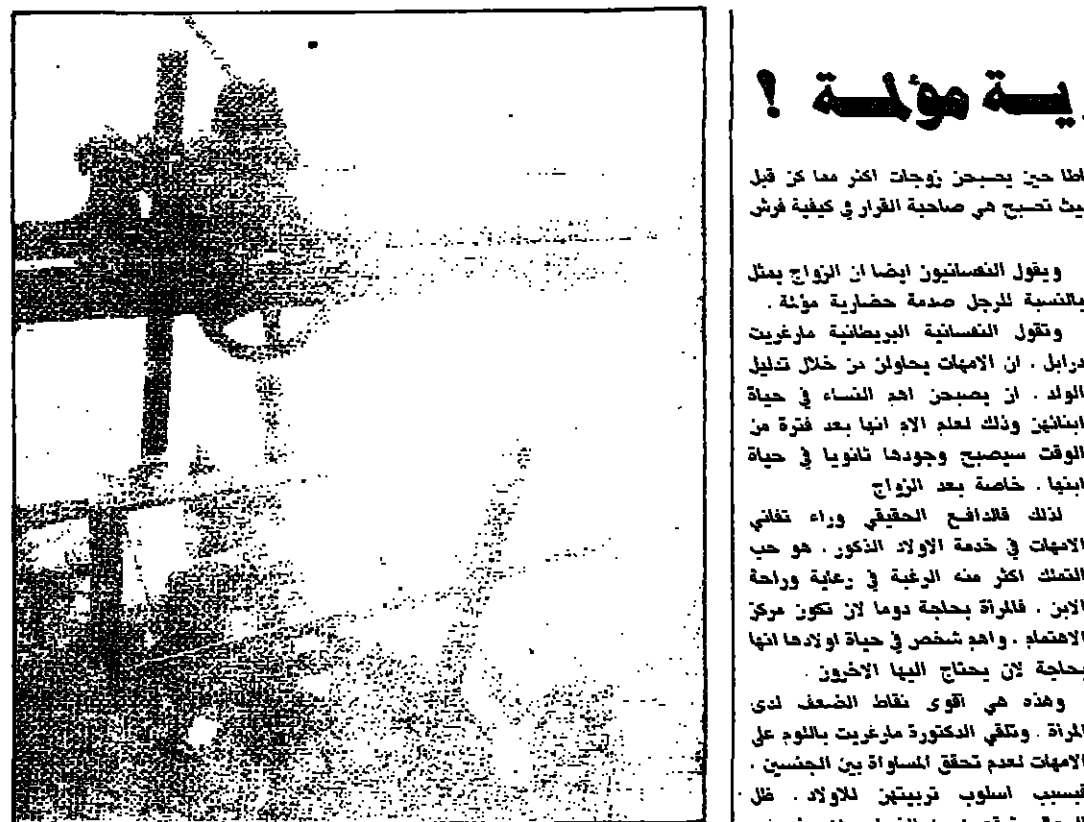 ـية مؤلمة !
حين يصبحن زوجات اكثر مما كن قبل
تصبح هي صاحبة القرار في كيفية فرش
ويقول النفسانيون ايضا ان الزواج يمثل
بالنسبة للرجل صدمة حضارية مؤلمة .
وتقول النفسانية البريطانية مارغريت
درابل . ان الامهات يحاولن من خلال تدليل
الولد . ان يصبحن اهم النساء في حياة
ابنائهن وذلك لعلم الام انها بعد فترة من
الوقت سيصبح وجودها ثانويا في حياة
ابنها . خاصة بعد الزواج
لذلك فالدافع الحقيقي وراء تفاني
الامهات في خدمة الاولاد الذكور . هو حب
التملك اكثر منه الرغبة في رعاية وراحة
الابن . فالمرأة بحاجة دوما لان تكون مركز
الاهتمام . واهم شخص في حياة اولادها انها
بحاجة لان يحتاج اليها الاخرون .
وهذه هي اقوى نقاط الضعف لدى
المرأة . وتلقي الدكتورة مارغريت باللوم على
الامهات لعدم تحقق المساواة بين الجنسين .
فبسبب اسلوب تربيتهن للاولاد . ظل